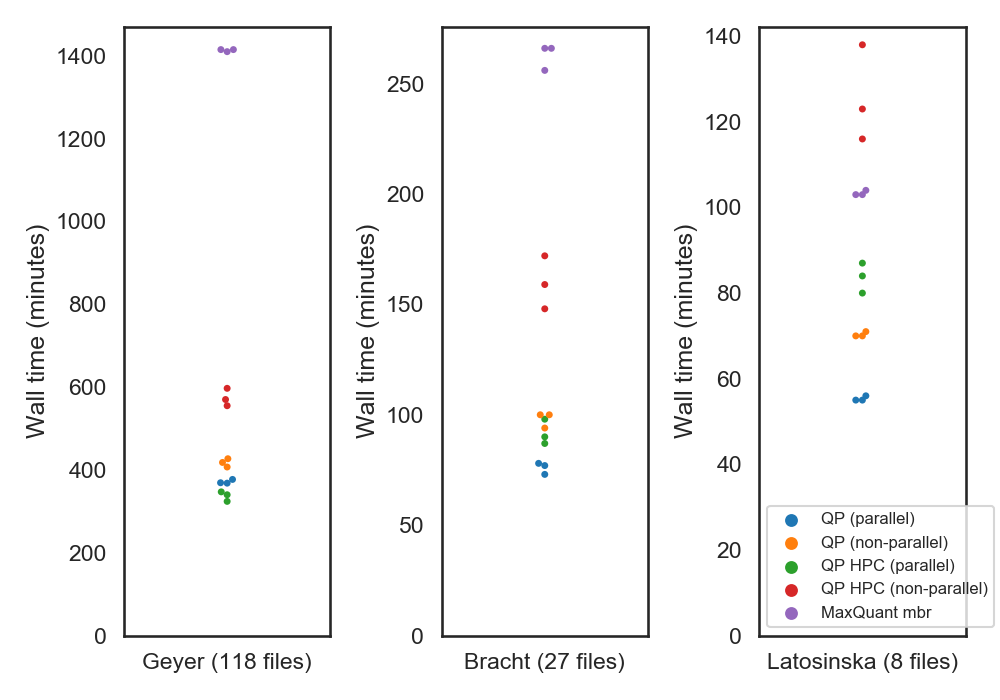 Wall time (minutes)
1400
1200
1000
800
600
400
200
0
Geyer (118 files)
Wall time (minutes)
250
200
150
100
50
0
Bracht (27 files)
Wall time (minutes)
140
120
100
80
60
40
20
0
Latosinska (8 files)
QP (parallel)
QP (non-parallel)
QP HPC (parallel)
QP HPC (non-parallel)
MaxQuant mbr